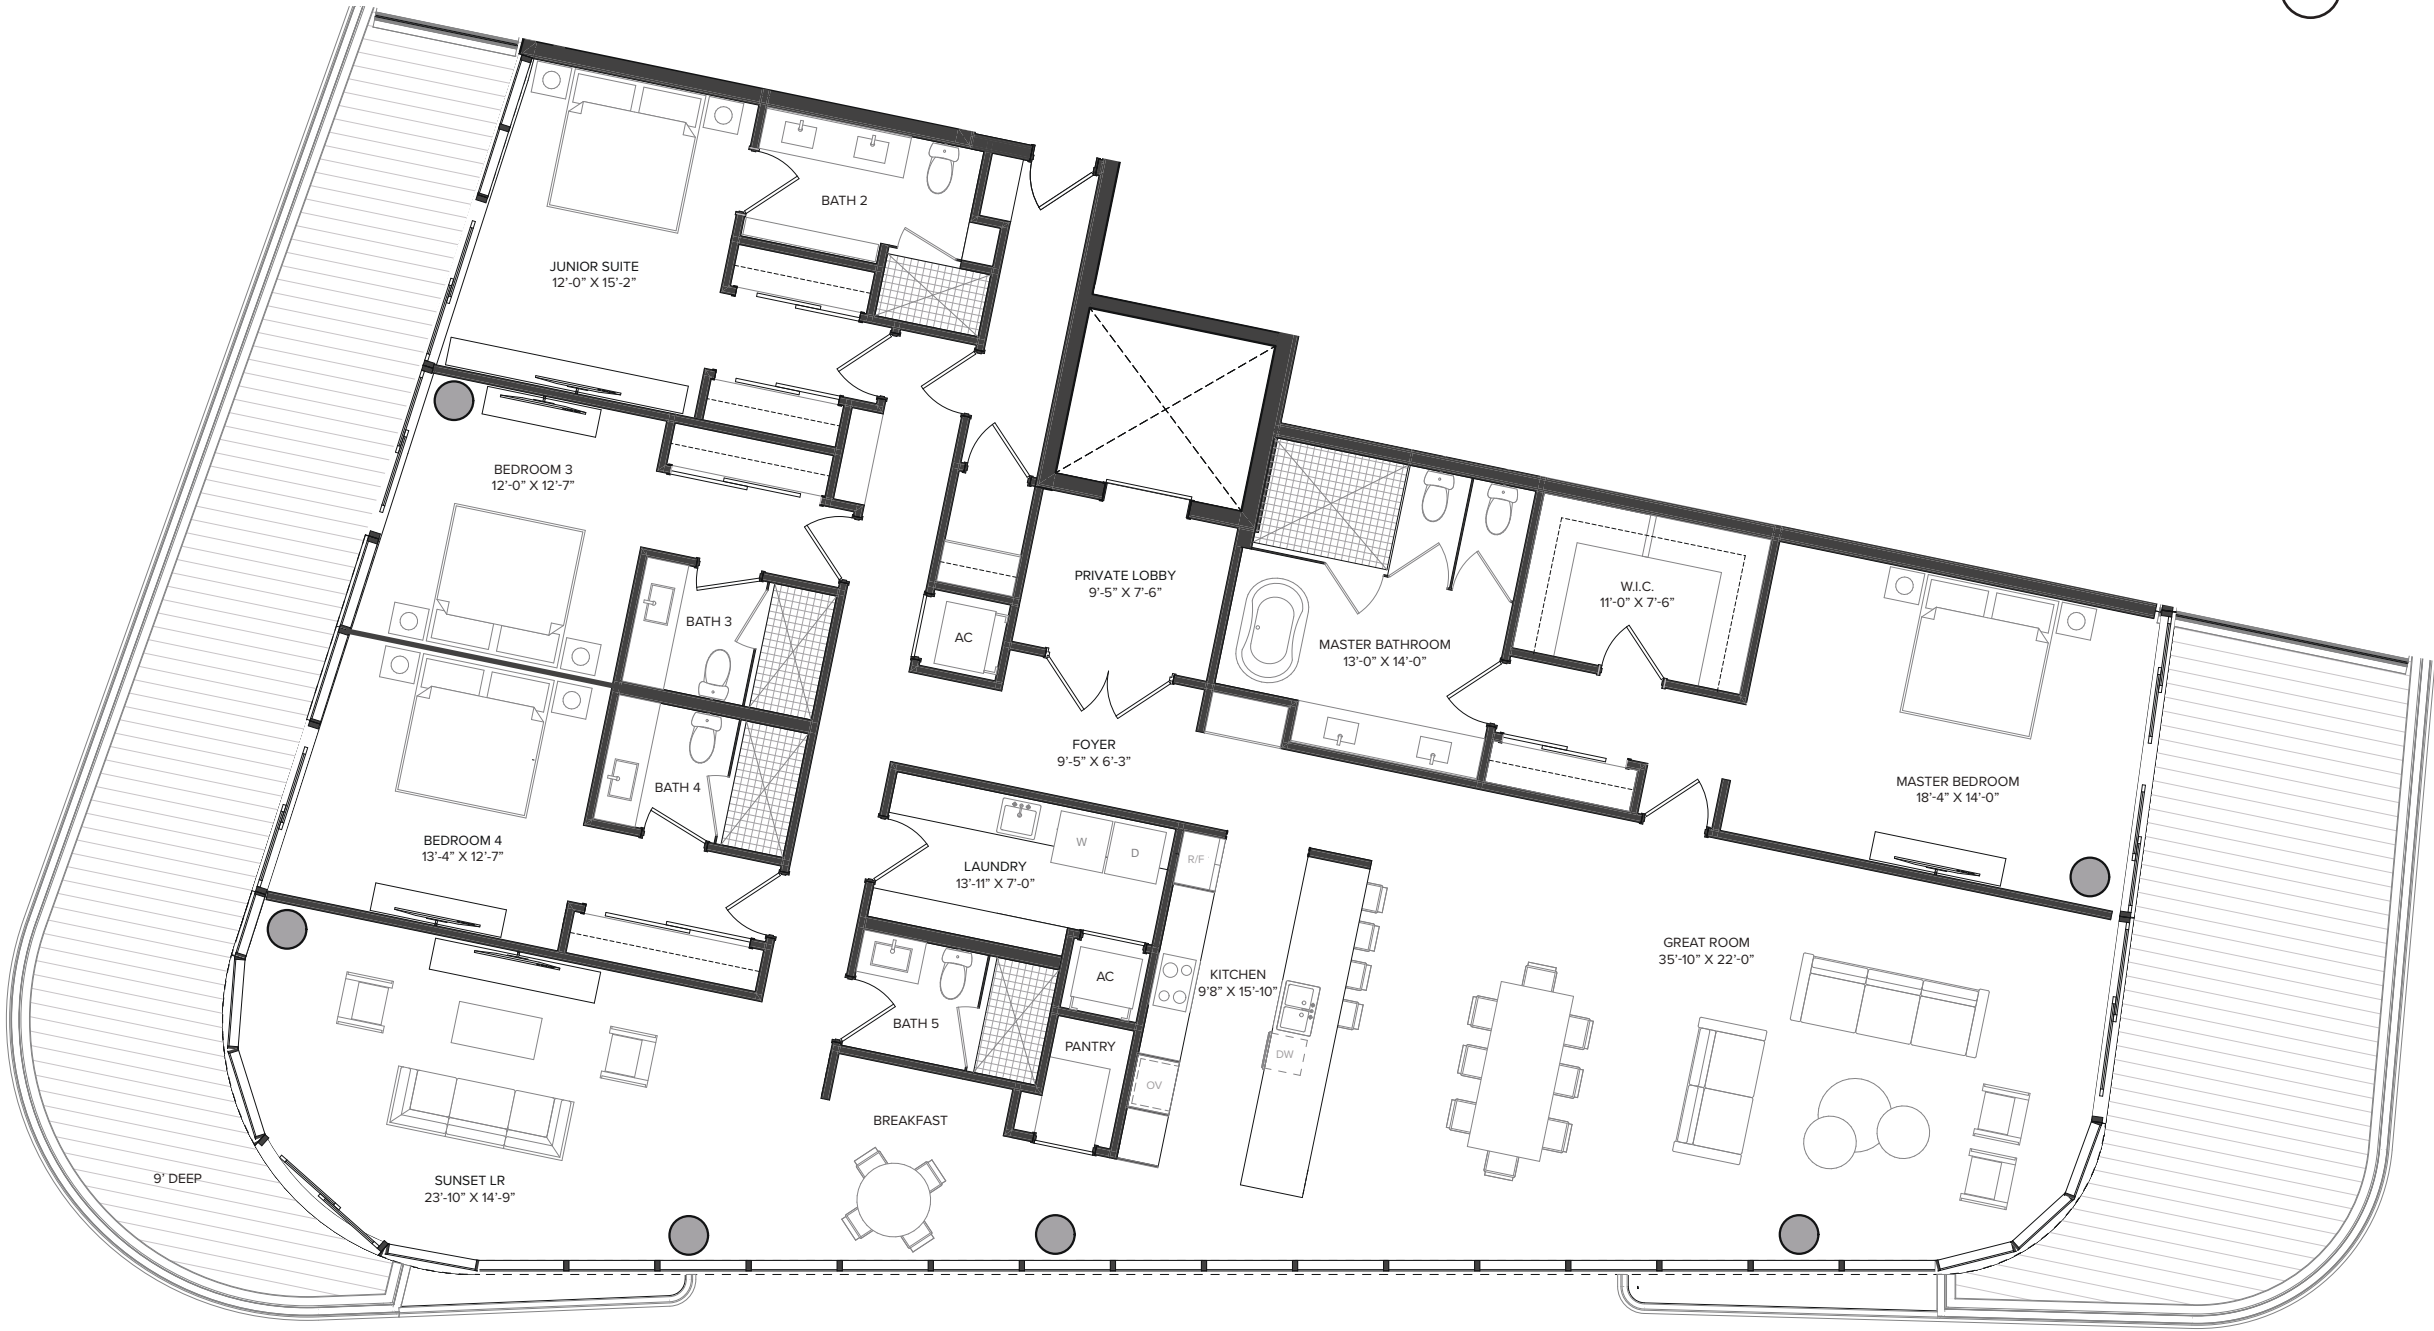 BATH 2
JUNIOR SUITE
12'-0" X 15'-2"
BEDROOM 3
12'-0" X 12'-7"
PRIVATE LOBBY
9'-5" X 7'-6"
W.I.C.
11'-0" X 7'-6"
BATH 3
AC
MASTER BATHROOM
13'-0" X 14'-0"
FOYER
9'-5" X 6'-3"
MASTER BEDROOM
18'-4" X 14'-0"
BATH 4
BEDROOM 4
13'-4" X 12'-7"
W
D
R/F
LAUNDRY
13'-11" X 7'-0"
GREAT ROOM
35'-10" X 22'-0"
AC
KITCHEN
9'8" X 15'-10"
BATH 5
PANTRY
DW
OV
BREAKFAST
9' DEEP
SUNSET LR
23'-10" X 14'-9"